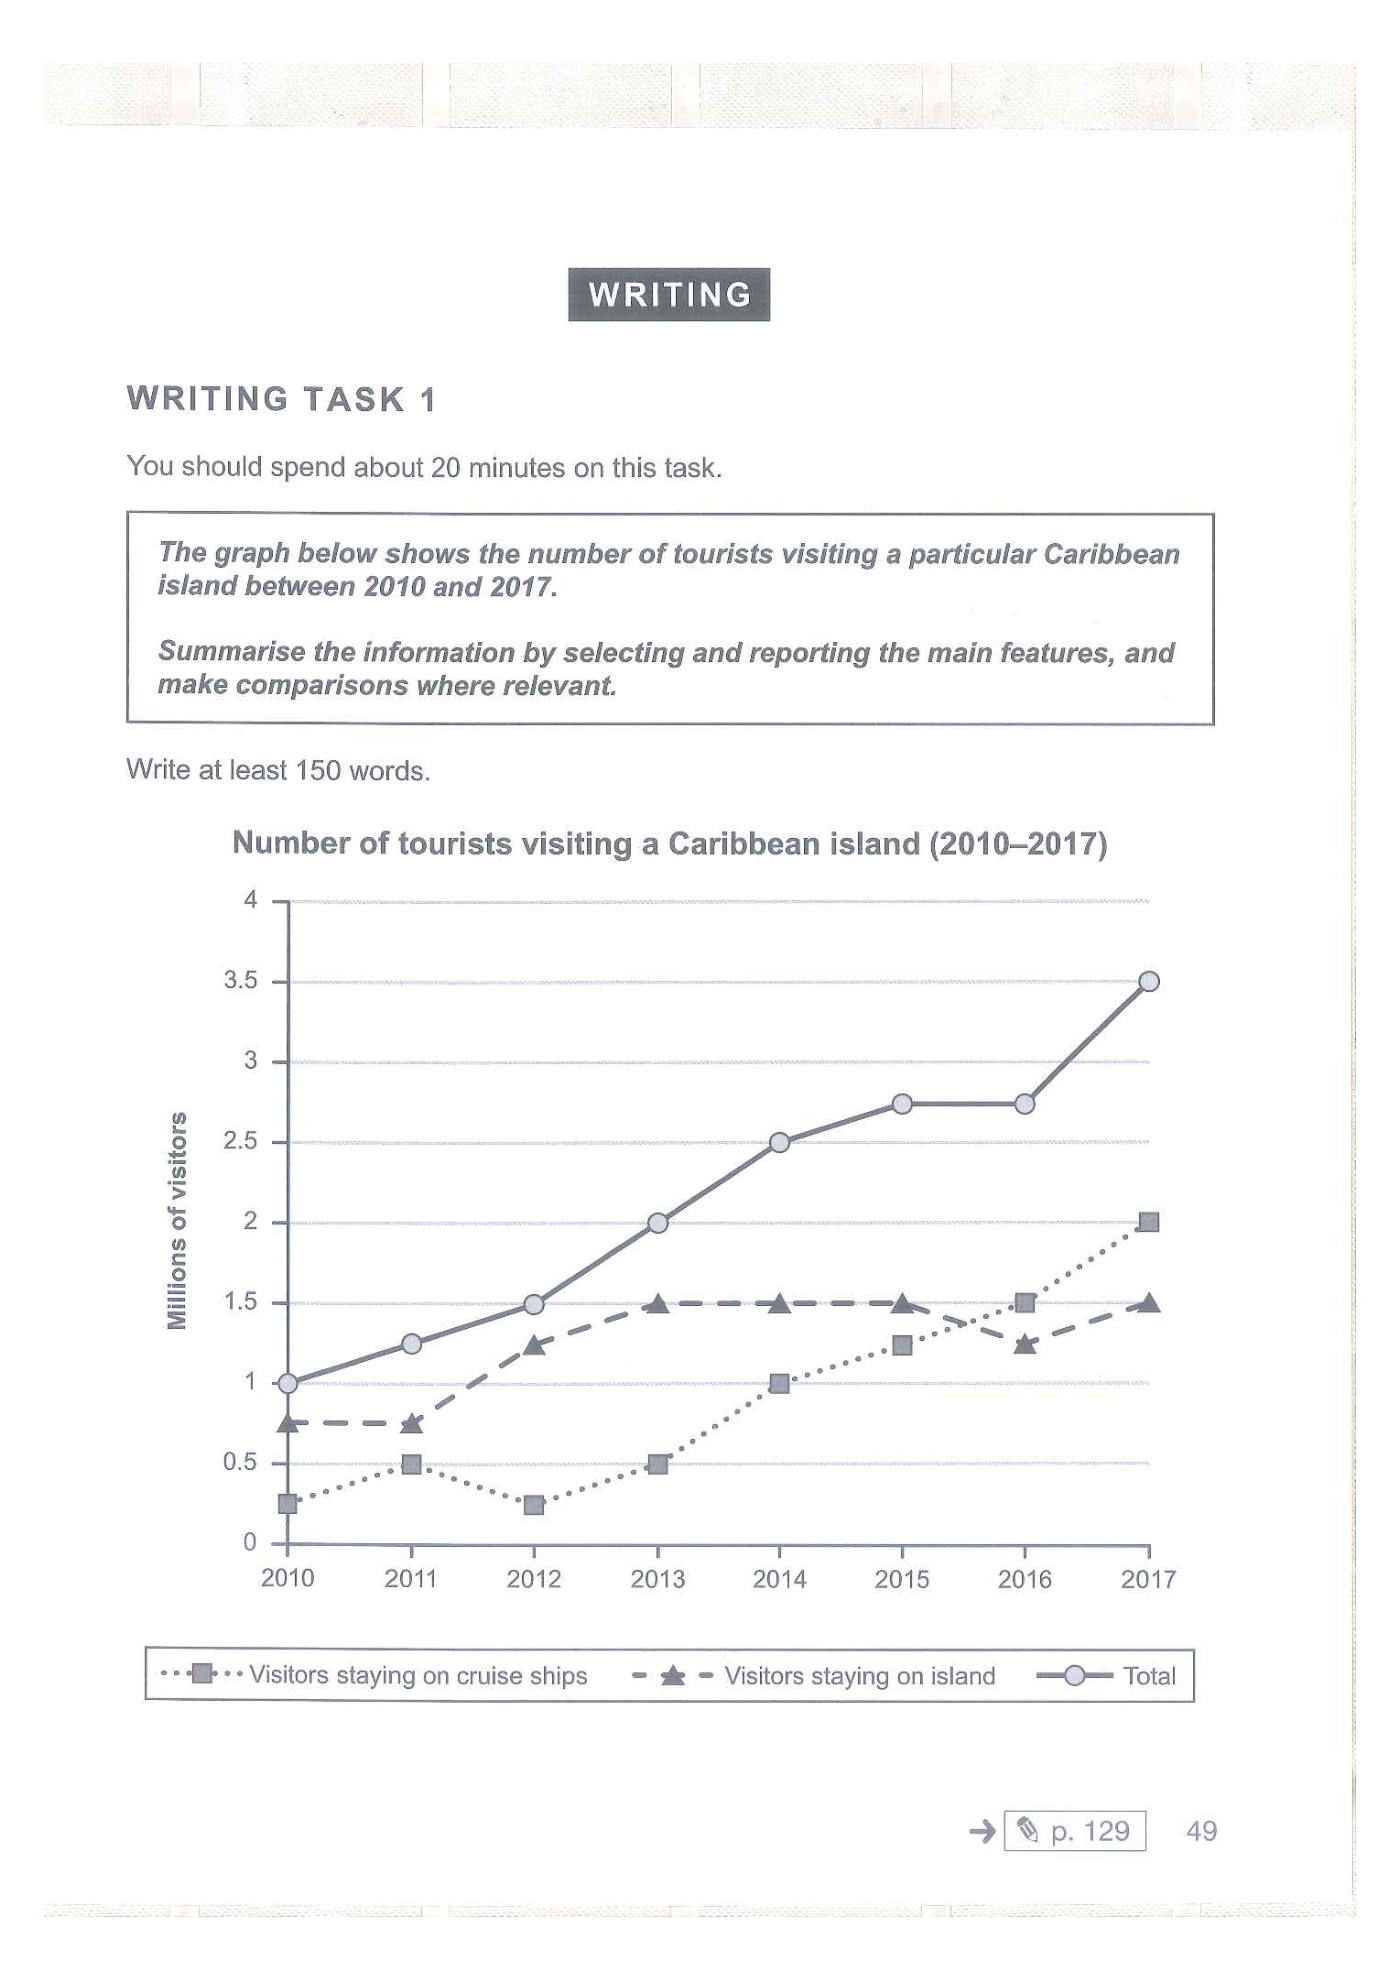 WRITING
WRITING TASK 1
You should spend about 20 minutes on this task.
The graph below shows the number of tourists visiting a particular Caribbean
island between 2010 and 2017.
Summarise the information by selecting and reporting the main features, and
make comparisons where relevant.
Write at least 150 words.
Number of tourists visiting a Caribbean island (2010–2017)
Millions of visitors
4
3.5
3
2.5
2
1.5
1
0.5
0
2010 2011 2012 2013 2014 2015 2016 2017
Visitors staying on cruise ships Visitors staying on island Total
p. 129 49